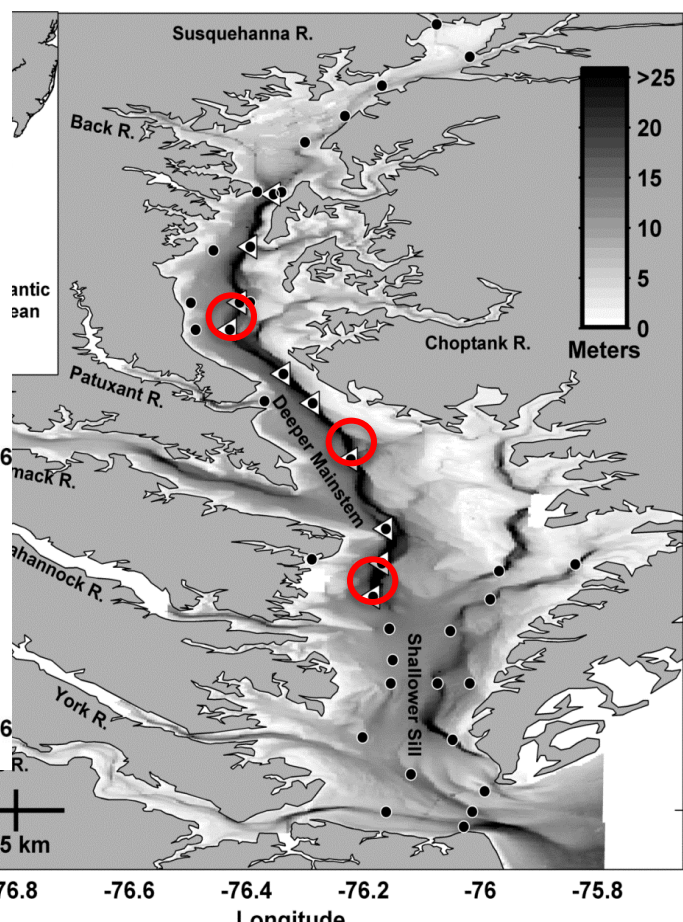 Susquehanna R.
>25
20
15
10
5
0
Meters
Back R.
antic
ean
Choptank R.
Patuxant R.
Deeper Mainstem
6
mack R.
ahannock R.
Shallower Sill
York R.
6
R.
5 km
76.8
-76.6
-76.4
-76.2
-76
-75.8
Longitude